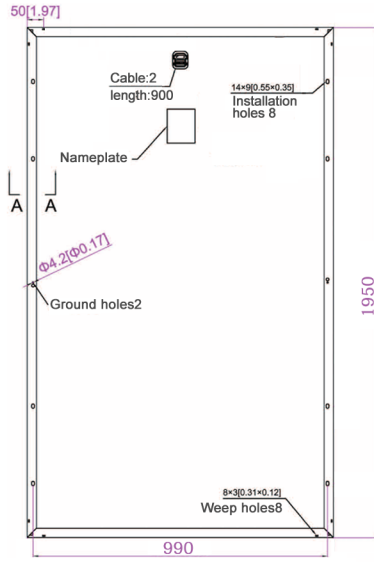 50[1.97]
Cable:2
length:900
14×9[0.55×0.35]
Installation
holes 8
Nameplate
A A
Φ4.2[Φ0.17]
Ground holes2
1950
8×3[0.31×0.12]
Weep holes8
990